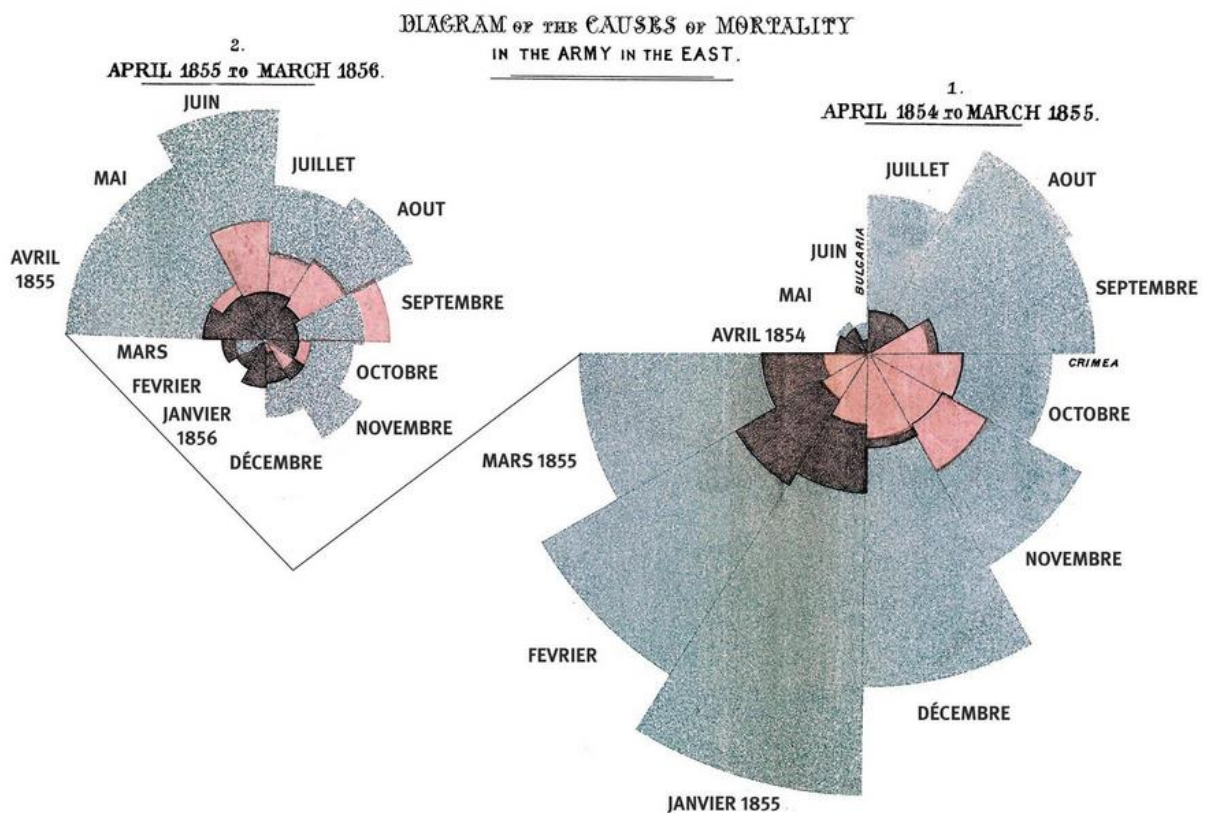 DIAGRAM OF THE CAUSES OF MORTALITY
IN THE ARMY IN THE EAST.
2.
APRIL 1855 TO MARCH 1856.
JUIN
JUILLET
MAI
AOUT
AVRIL
1855
SEPTEMBRE
MARS
OCTOBRE
FEVRIER
JANVIER
1856
NOVEMBRE
DÉCEMBRE
1.
APRIL 1854 TO MARCH 1855.
JUILLET
AOUT
JUIN
BULGARIA
MAI
SEPTEMBRE
AVRIL 1854
CRIMEA
OCTOBRE
MARS 1855
NOVEMBRE
FEVRIER
DÉCEMBRE
JANVIER 1855